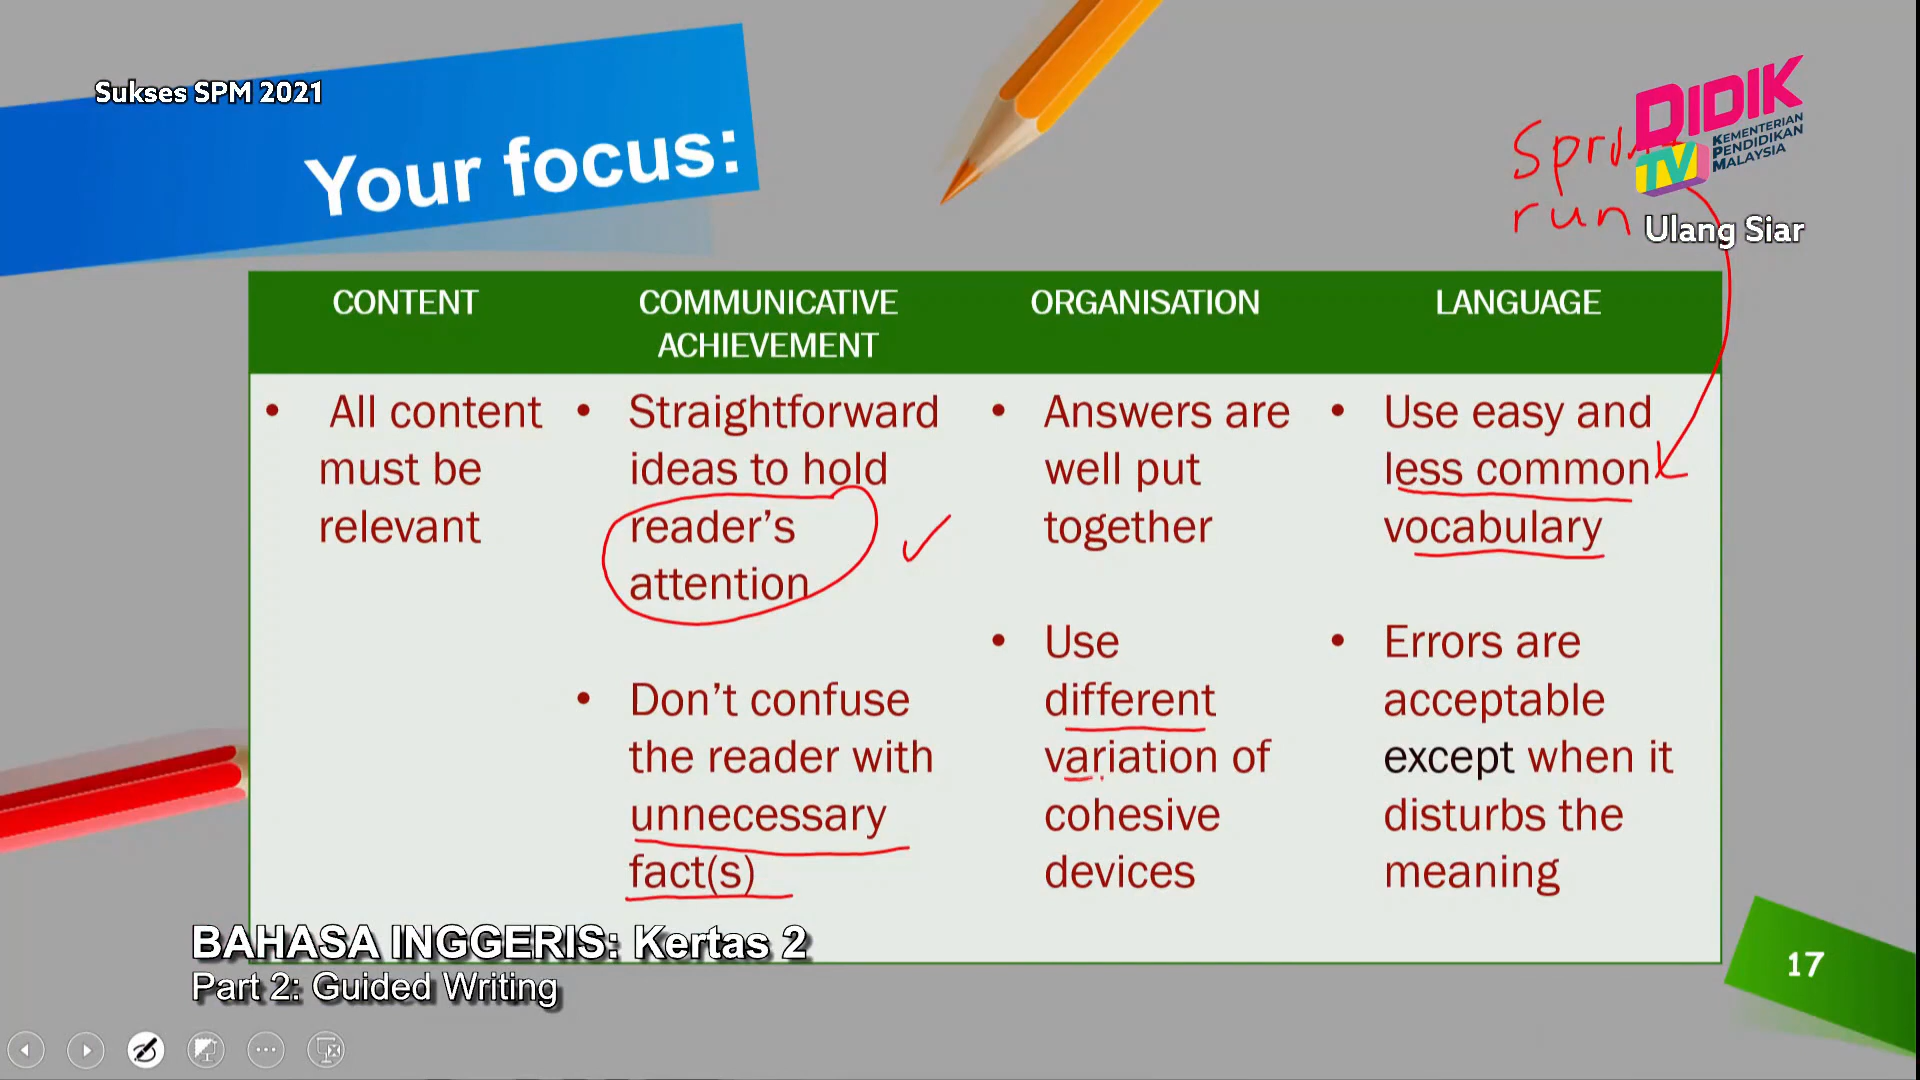 Sukses SPM 2021
Your focus:
DIDIK
TV
KEMENTERIAN
PENDIDIKAN
MALAYSIA
run
Ulang Siar
CONTENT
COMMUNICATIVE
ACHIEVEMENT
ORGANISATION
LANGUAGE
• All content
must be
relevant
• Straightforward
ideas to hold
reader’s
attention
• Don’t confuse
the reader with
unnecessary
fact(s)
• Answers are
well put
together
• Use
different
variation of
cohesive
devices
• Use easy and
less common
vocabulary
• Errors are
acceptable
except when it
disturbs the
meaning
BAHASA INGGERIS: Kertas 2
Part 2: Guided Writing
17